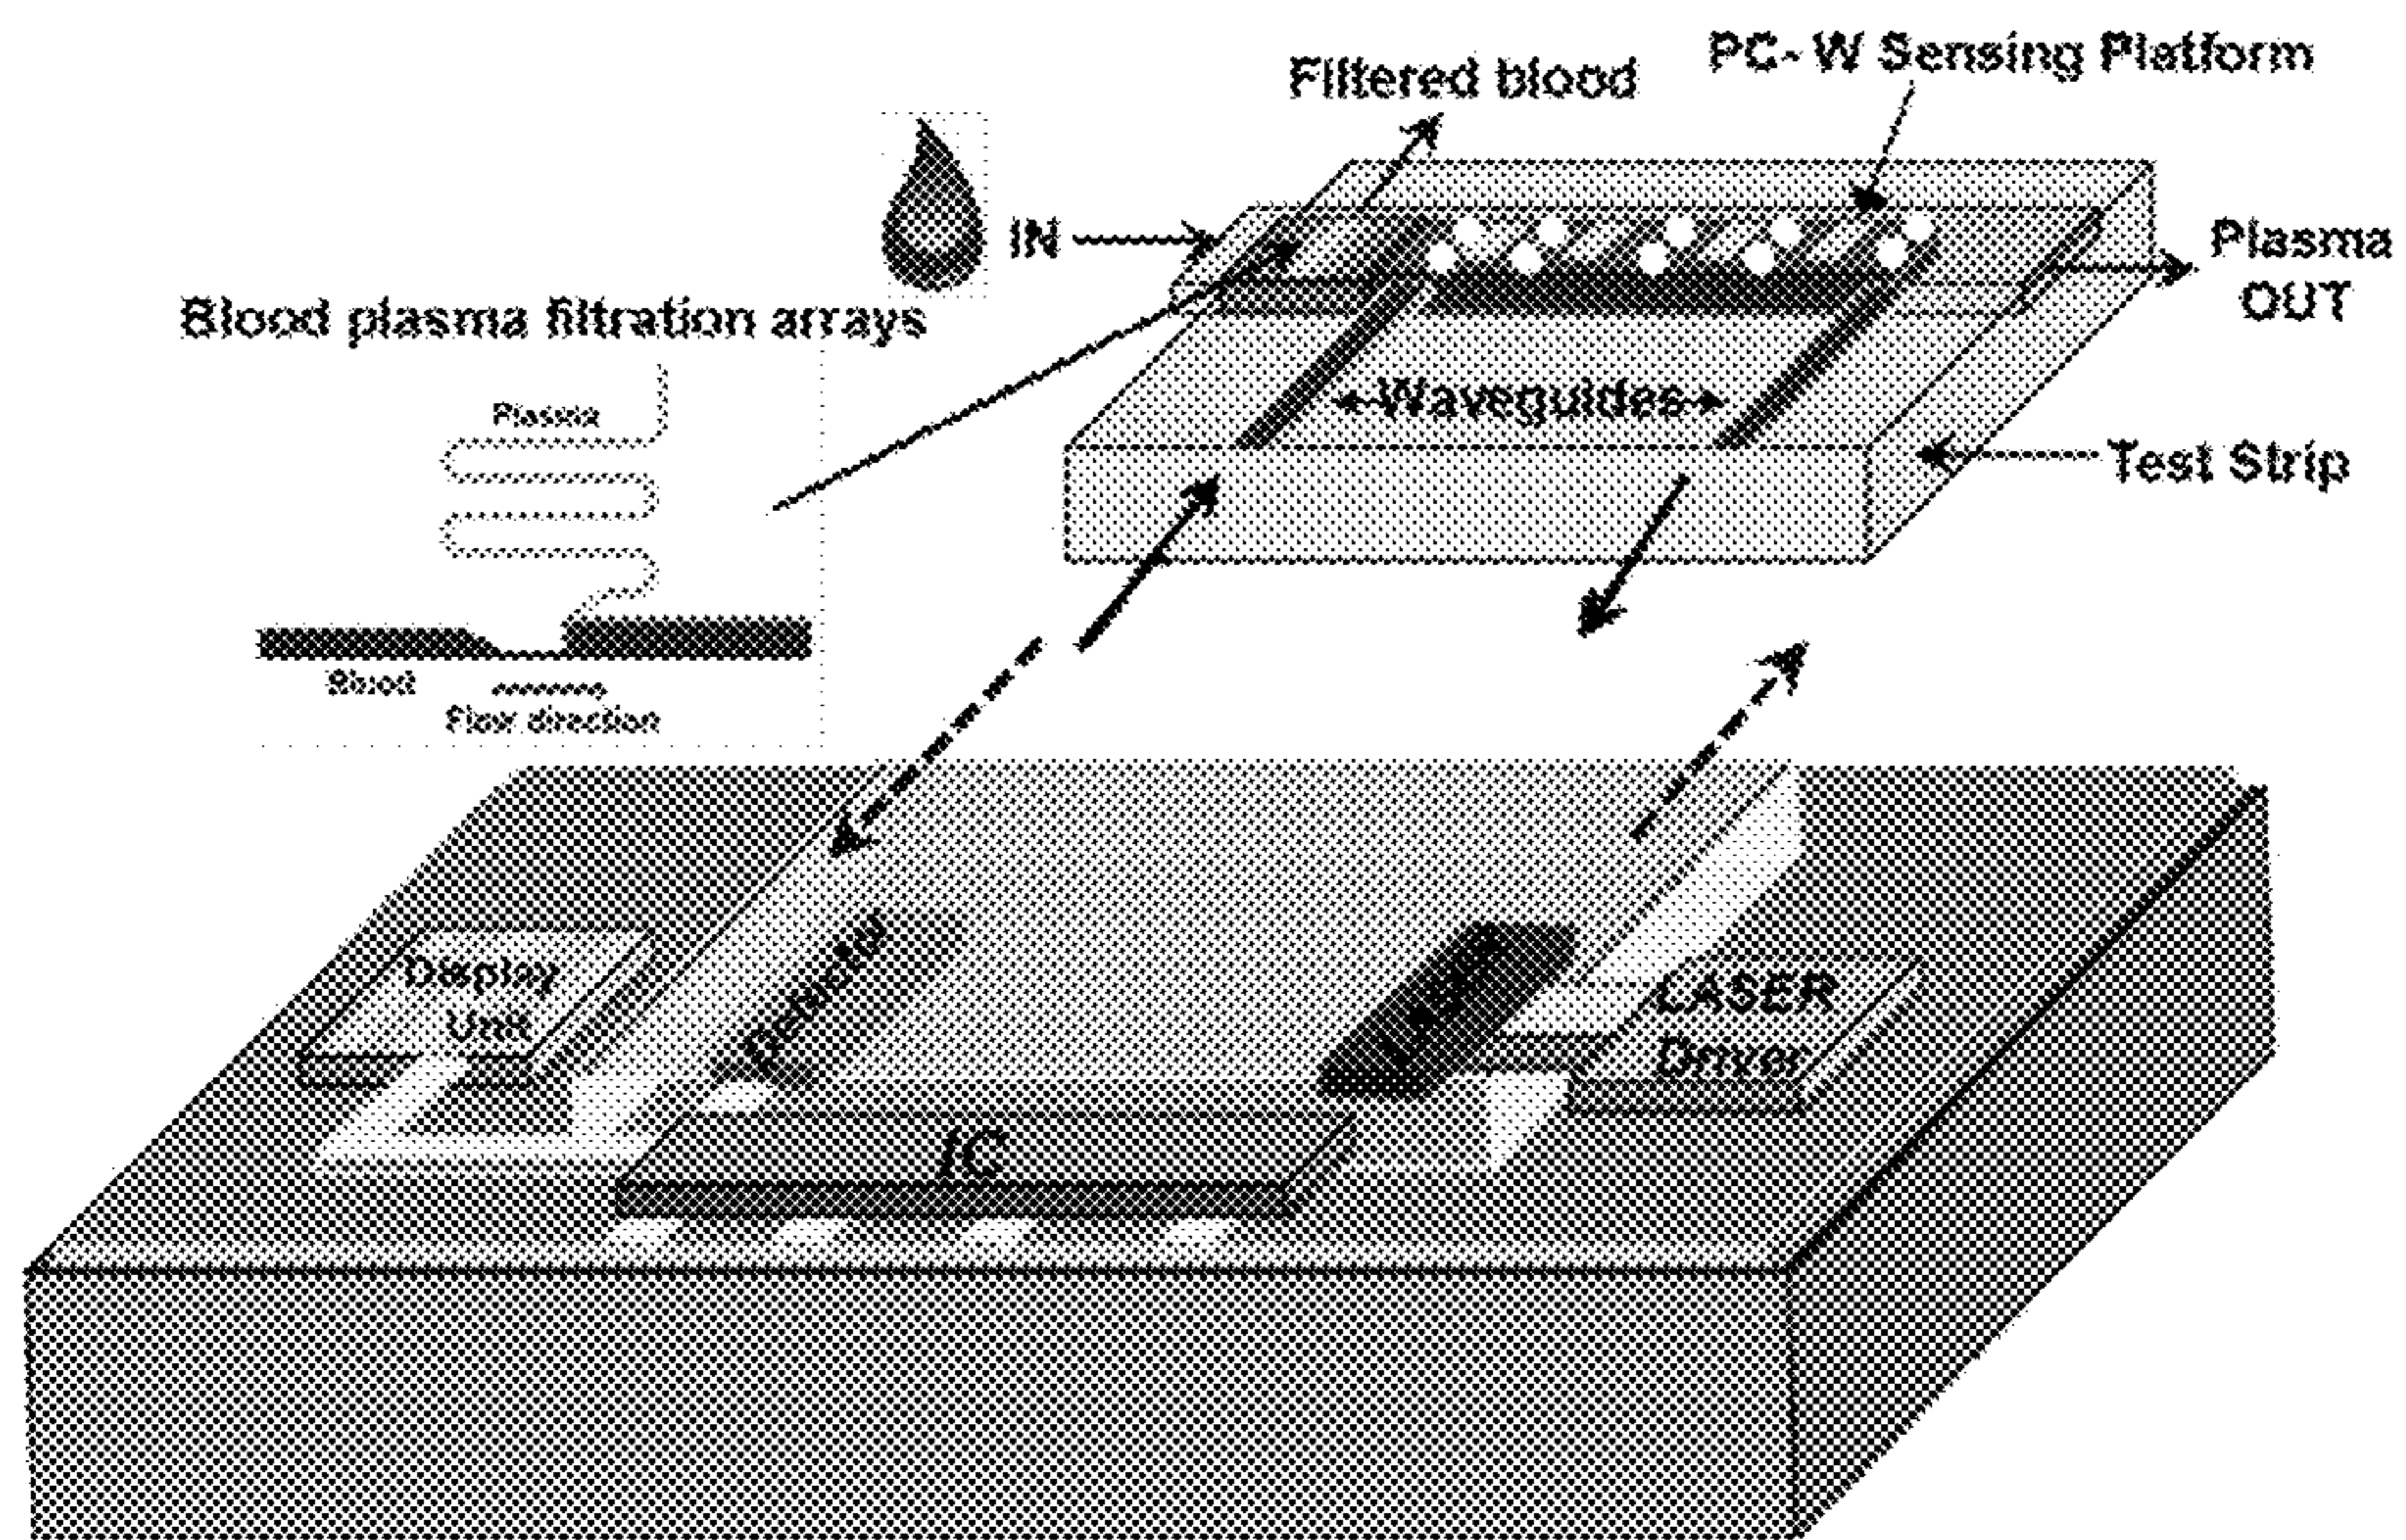 PC- W Sensing Platform
Filtered blood
IN
Plasma
OUT
Blood plasma filtration arrays
Plasma
Waveguides
Test Strip
Blood
Flow direction
Display
Unit
Detector
LASER
Driver
IC